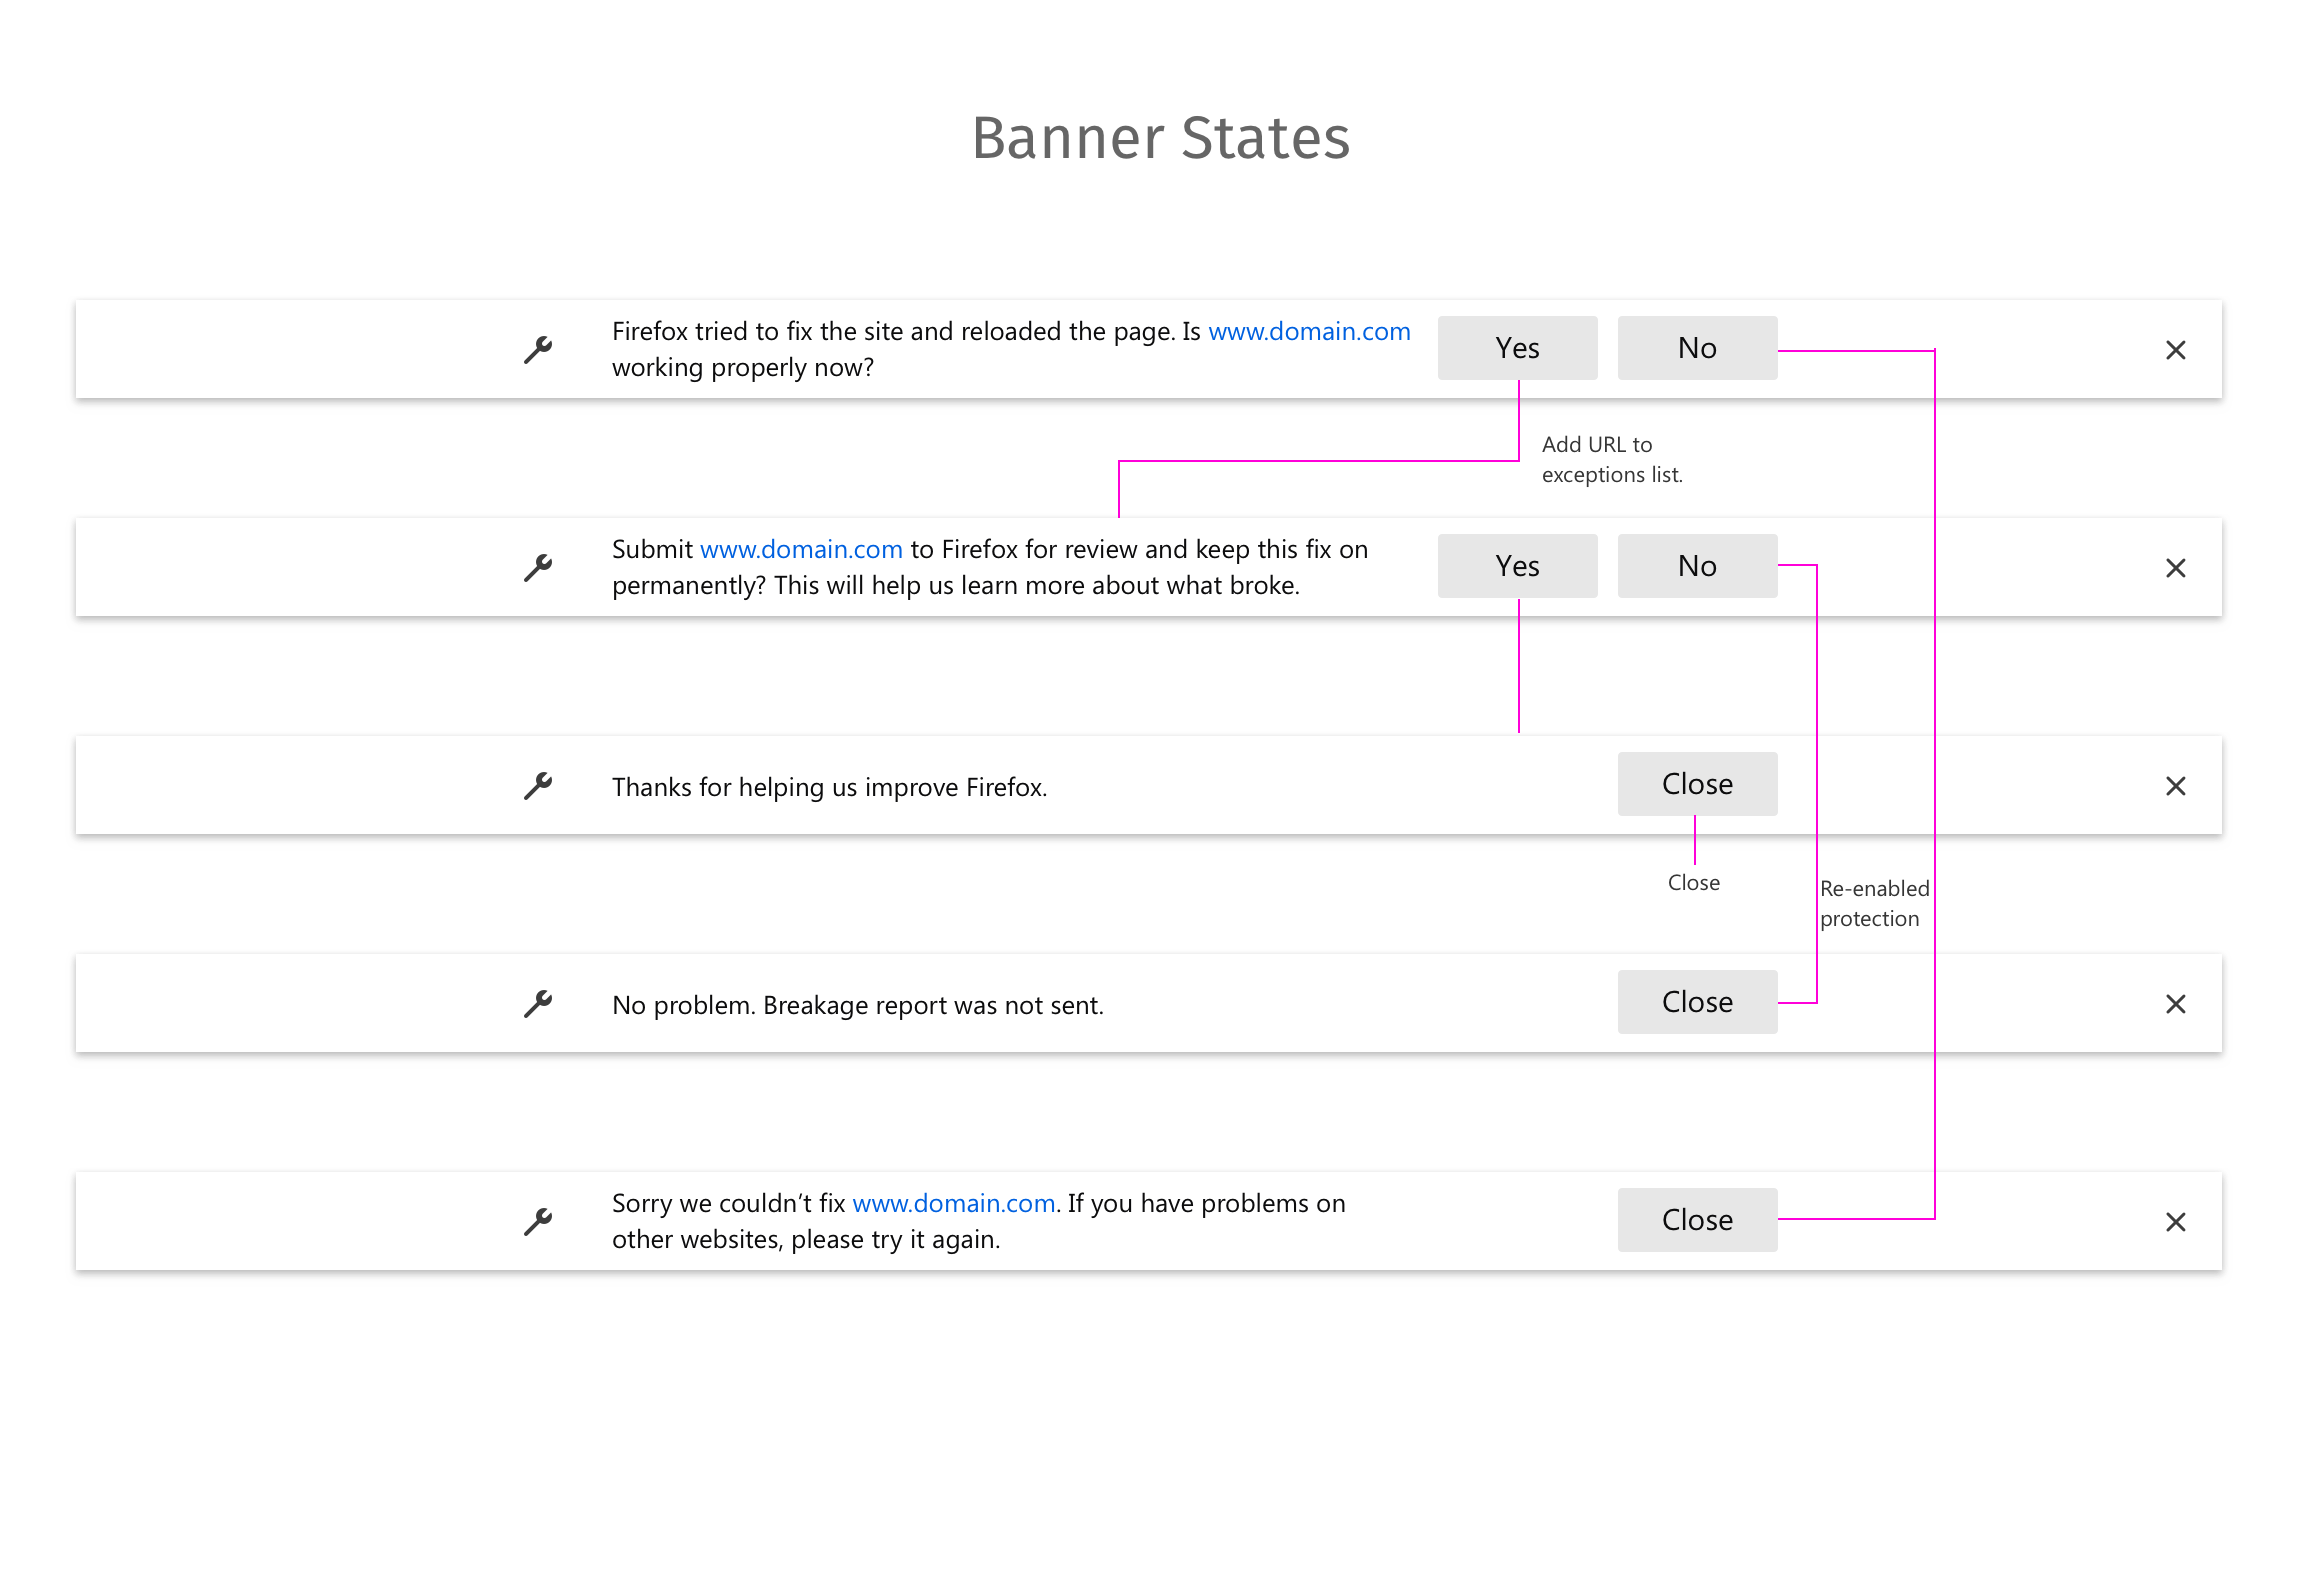 Banner States
Firefox tried to fix the site and reloaded the page. Is www.domain.com
working properly now?
Yes
No
Add URL to
exceptions list.
Submit www.domain.com to Firefox for review and keep this fix on
permanently? This will help us learn more about what broke.
Yes
No
Thanks for helping us improve Firefox.
Close
Close
Re-enabled
protection
No problem. Breakage report was not sent.
Close
Sorry we couldn’t fix www.domain.com. If you have problems on
other websites, please try it again.
Close